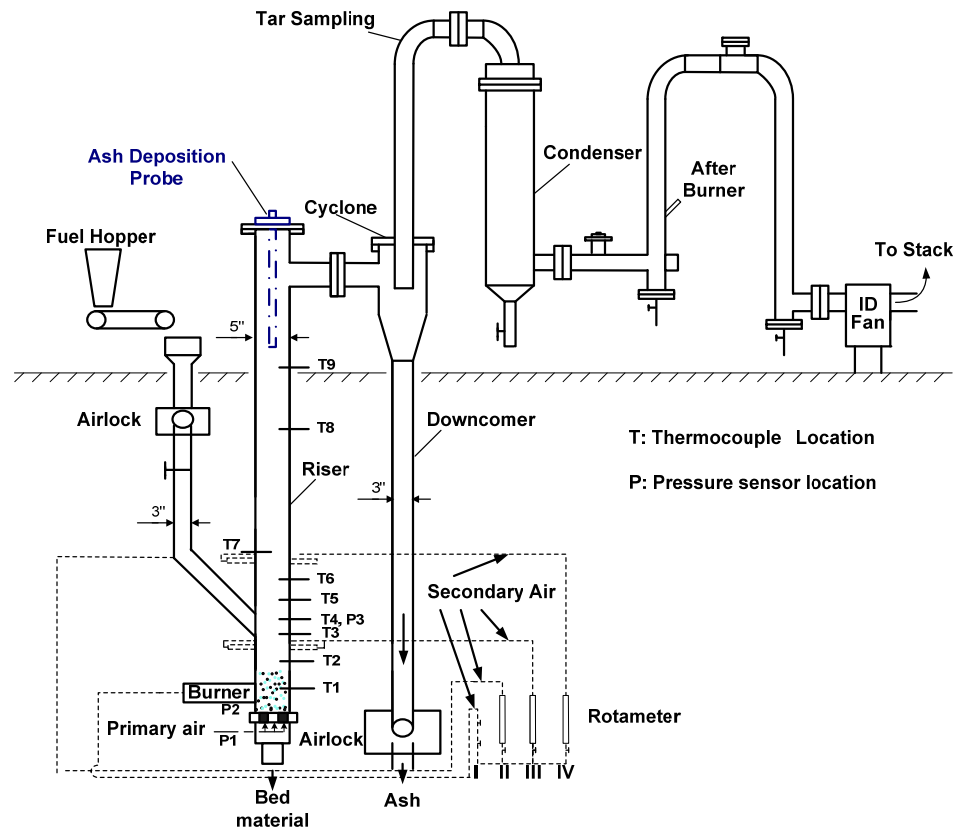 Tar Sampling
Ash Deposition
Probe
Condenser
After
Burner
Cyclone
Fuel Hopper
To Stack
ID
Fan
5"
T9
Airlock
Downcomer
T8
T: Thermocouple Location
Riser
P: Pressure sensor location
3"
3"
T7
T6
Secondary Air
T5
T4, P3
T3
T2
Burner
T1
P2
Rotameter
Primary air
P1
Airlock
I
II
III
IV
Bed
material
Ash